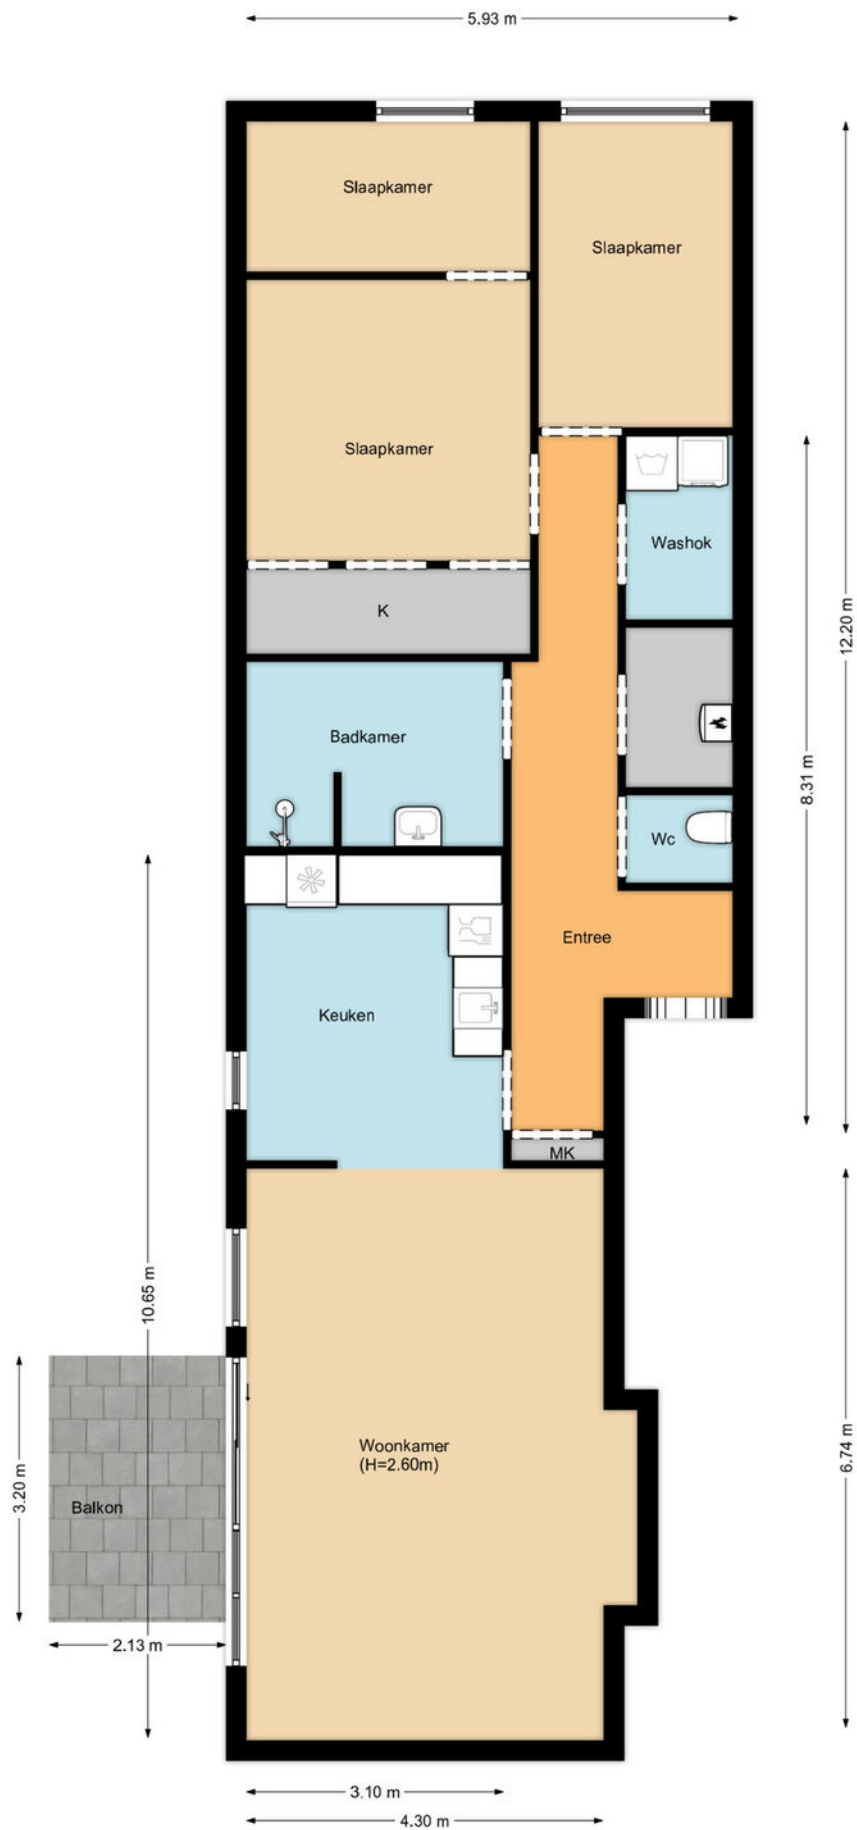 5.93 m
Slaapkamer
Slaapkamer
Slaapkamer
Washok
K
12.20 m
Badkamer
8.31 m
Wc
Entree
Keuken
MK
10.65 m
Woonkamer
(H=2.60m)
6.74 m
3.20 m
Balkon
2.13 m
3.10 m
4.30 m